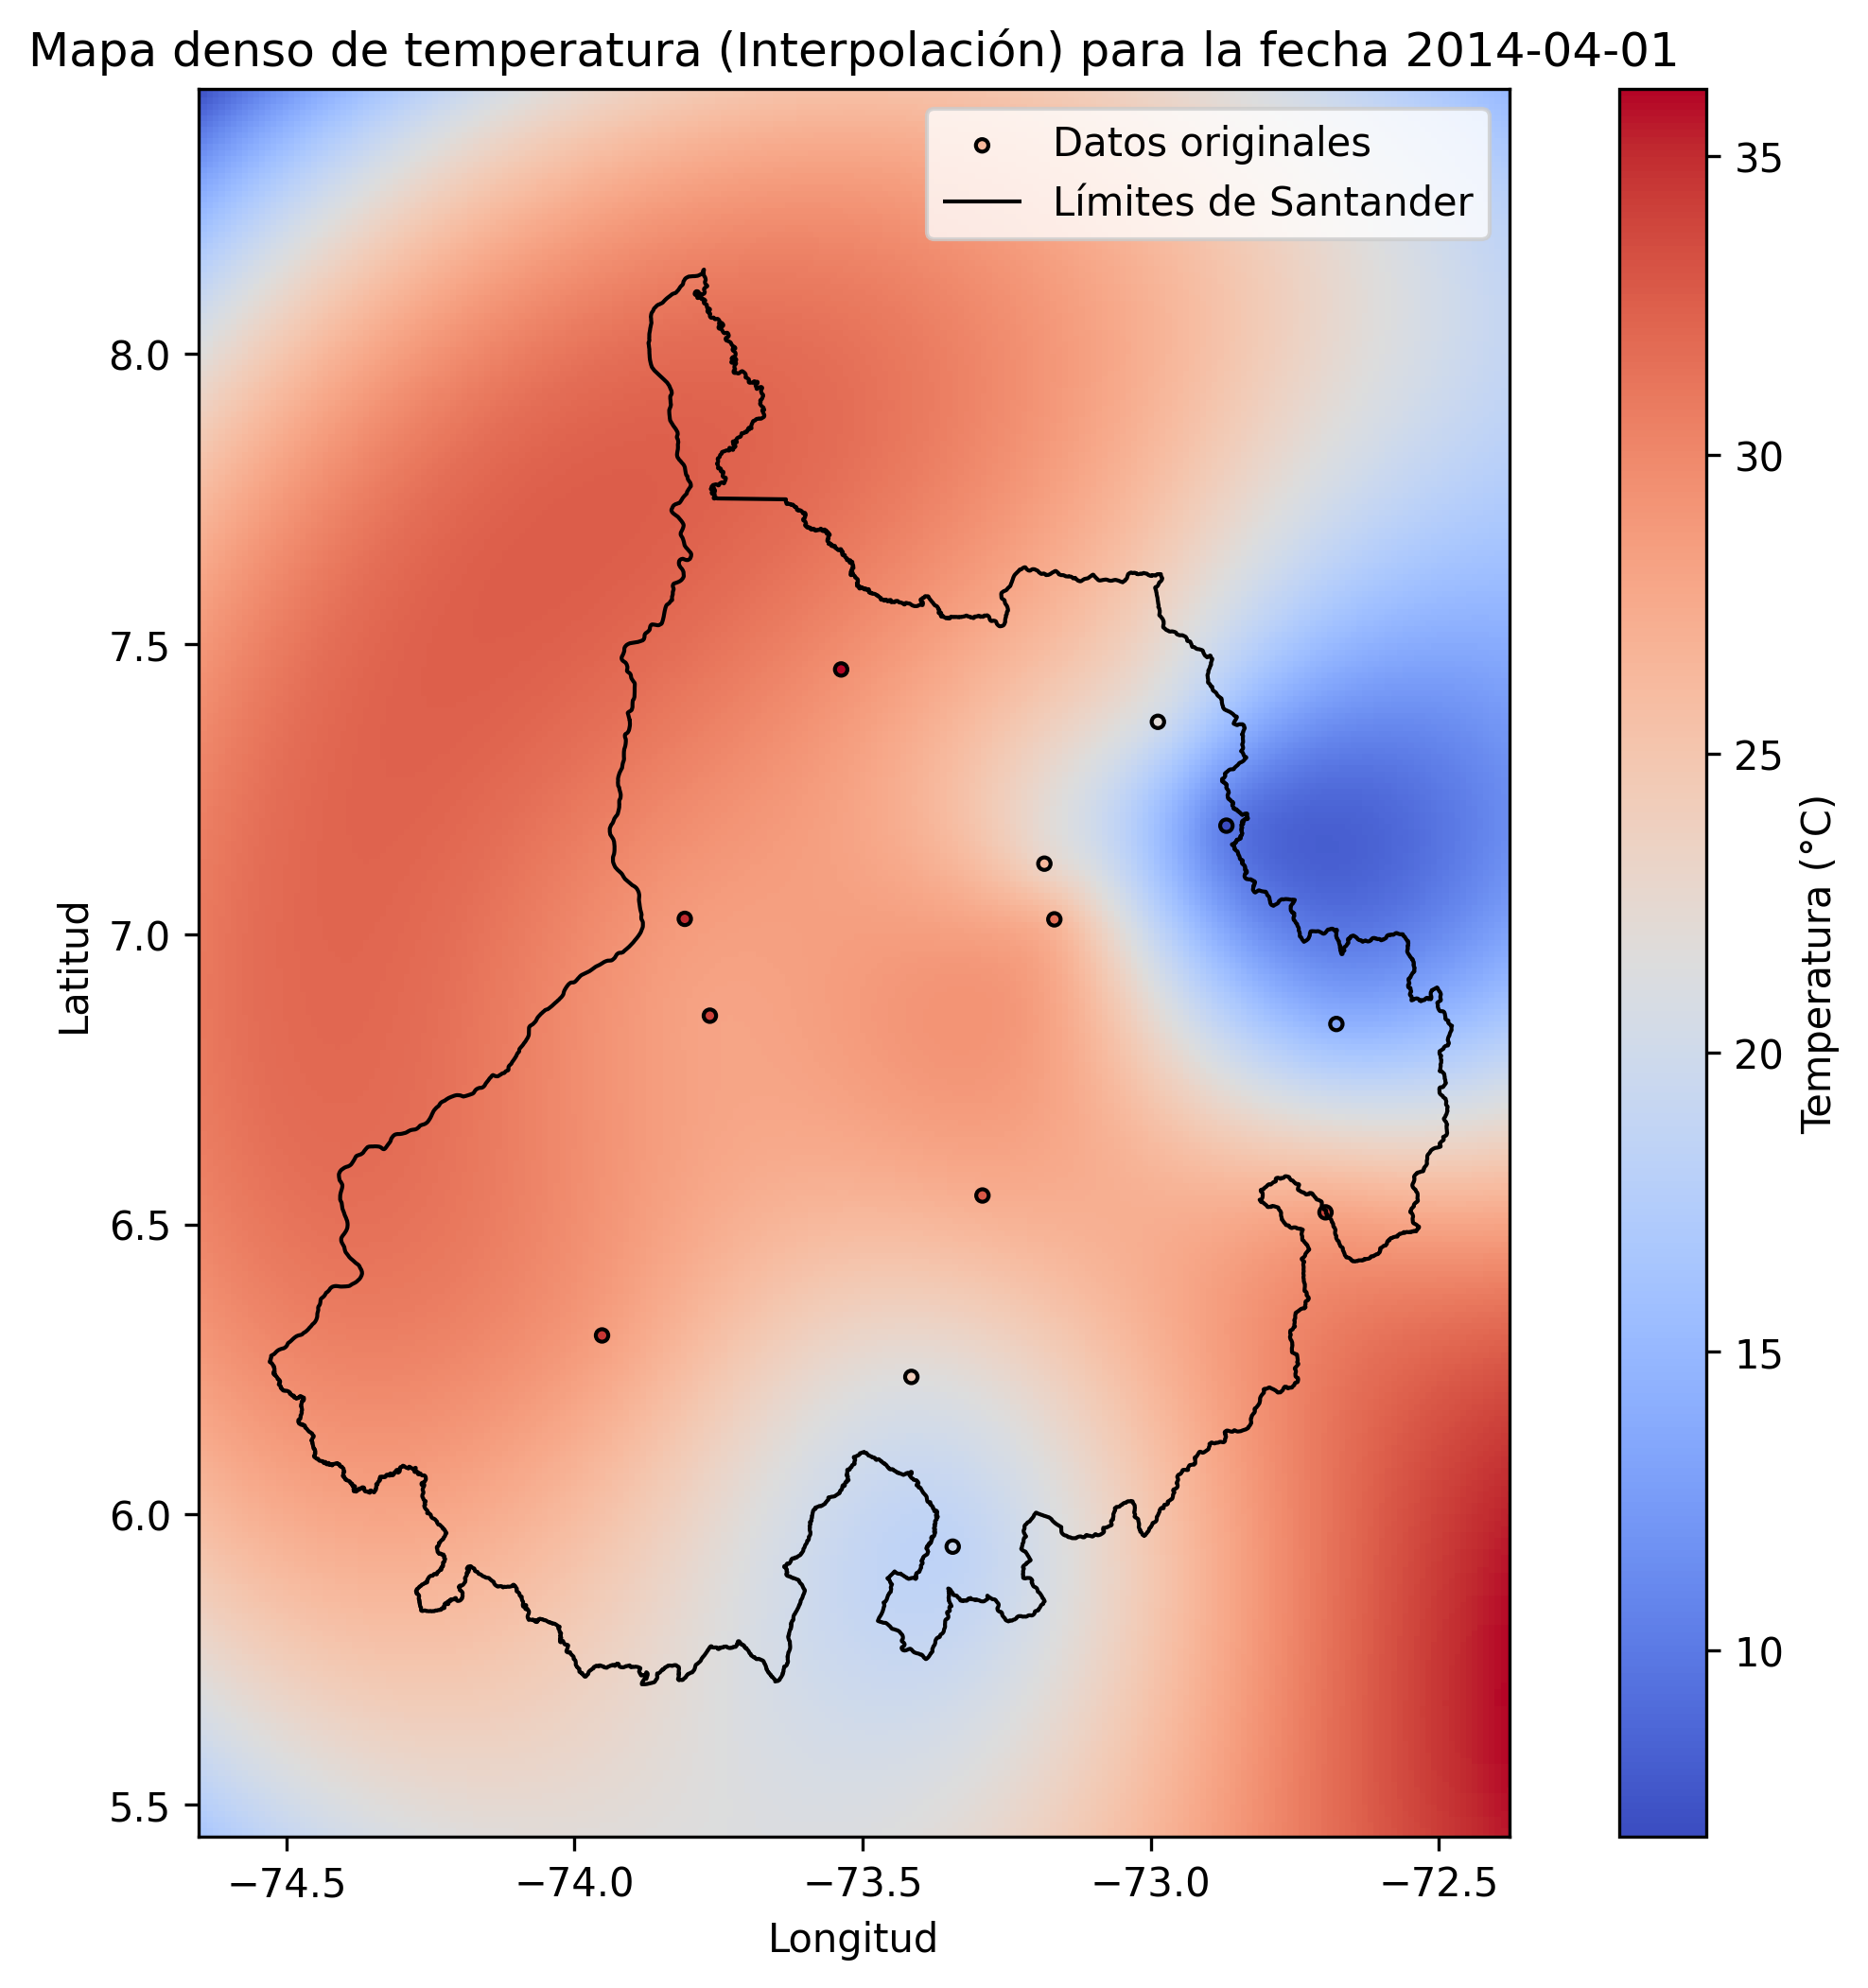 Mapa denso de temperatura (Interpolación) para la fecha 2014-04-01
Datos originales
Límites de Santander
8.0
7.5
7.0
6.5
6.0
5.5
Latitud
−74.5
−74.0
−73.5
−73.0
−72.5
Longitud
35
30
25
20
15
10
Temperatura (°C)